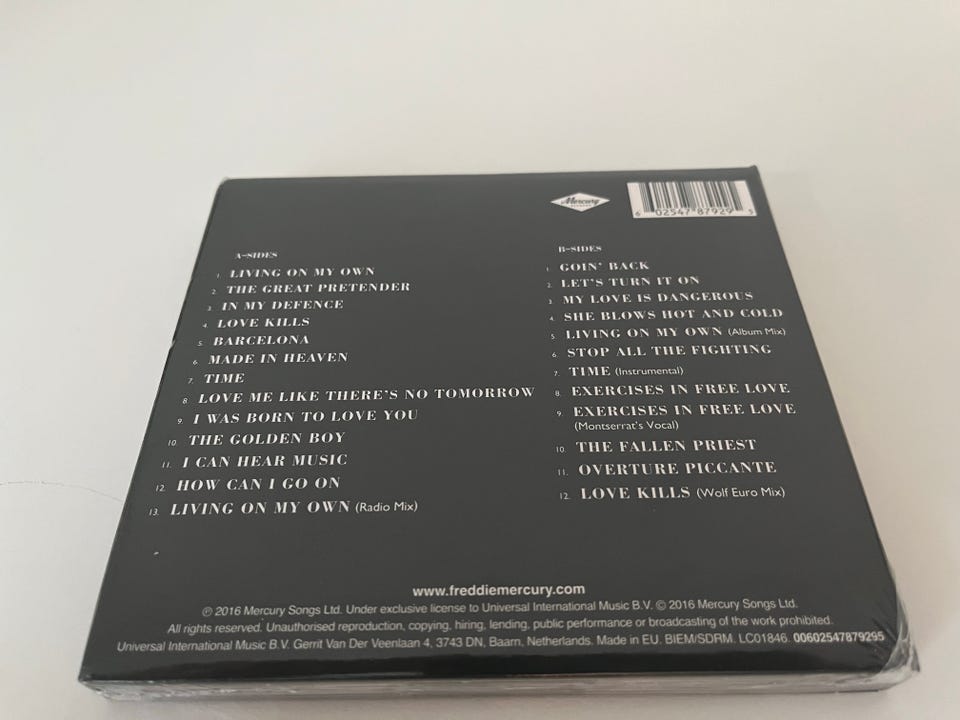 Mercury
6 02547 87929 5
A-SIDES
1. LIVING ON MY OWN
2. THE GREAT PRETENDER
3. IN MY DEFENCE
4. LOVE KILLS
5. BARCELONA
6. MADE IN HEAVEN
7. TIME
8. LOVE ME LIKE THERE'S NO TOMORROW
9. I WAS BORN TO LOVE YOU
10. THE GOLDEN BOY
11. I CAN HEAR MUSIC
12. HOW CAN I GO ON
13. LIVING ON MY OWN (Radio Mix)
B-SIDES
1. GOIN' BACK
2. LET'S TURN IT ON
3. MY LOVE IS DANGEROUS
4. SHE BLOWS HOT AND COLD
5. LIVING ON MY OWN (Album Mix)
6. STOP ALL THE FIGHTING
7. TIME (Instrumental)
8. EXERCISES IN FREE LOVE
9. EXERCISES IN FREE LOVE
(Montserrat's Vocal)
10. THE FALLEN PRIEST
11. OVERTURE PICCANTE
12. LOVE KILLS (Wolf Euro Mix)
www.freddiemercury.com
℗ 2016 Mercury Songs Ltd. Under exclusive license to Universal International Music B.V. © 2016 Mercury Songs Ltd.
All rights reserved. Unauthorised reproduction, copying, hiring, lending, public performance or broadcasting of the work prohibited.
Universal International Music B.V. Gerrit Van Der Veenlaan 4, 3743 DN, Baarn, Netherlands. Made in EU. BIEM/SDRM. LC01846. 00602547879295